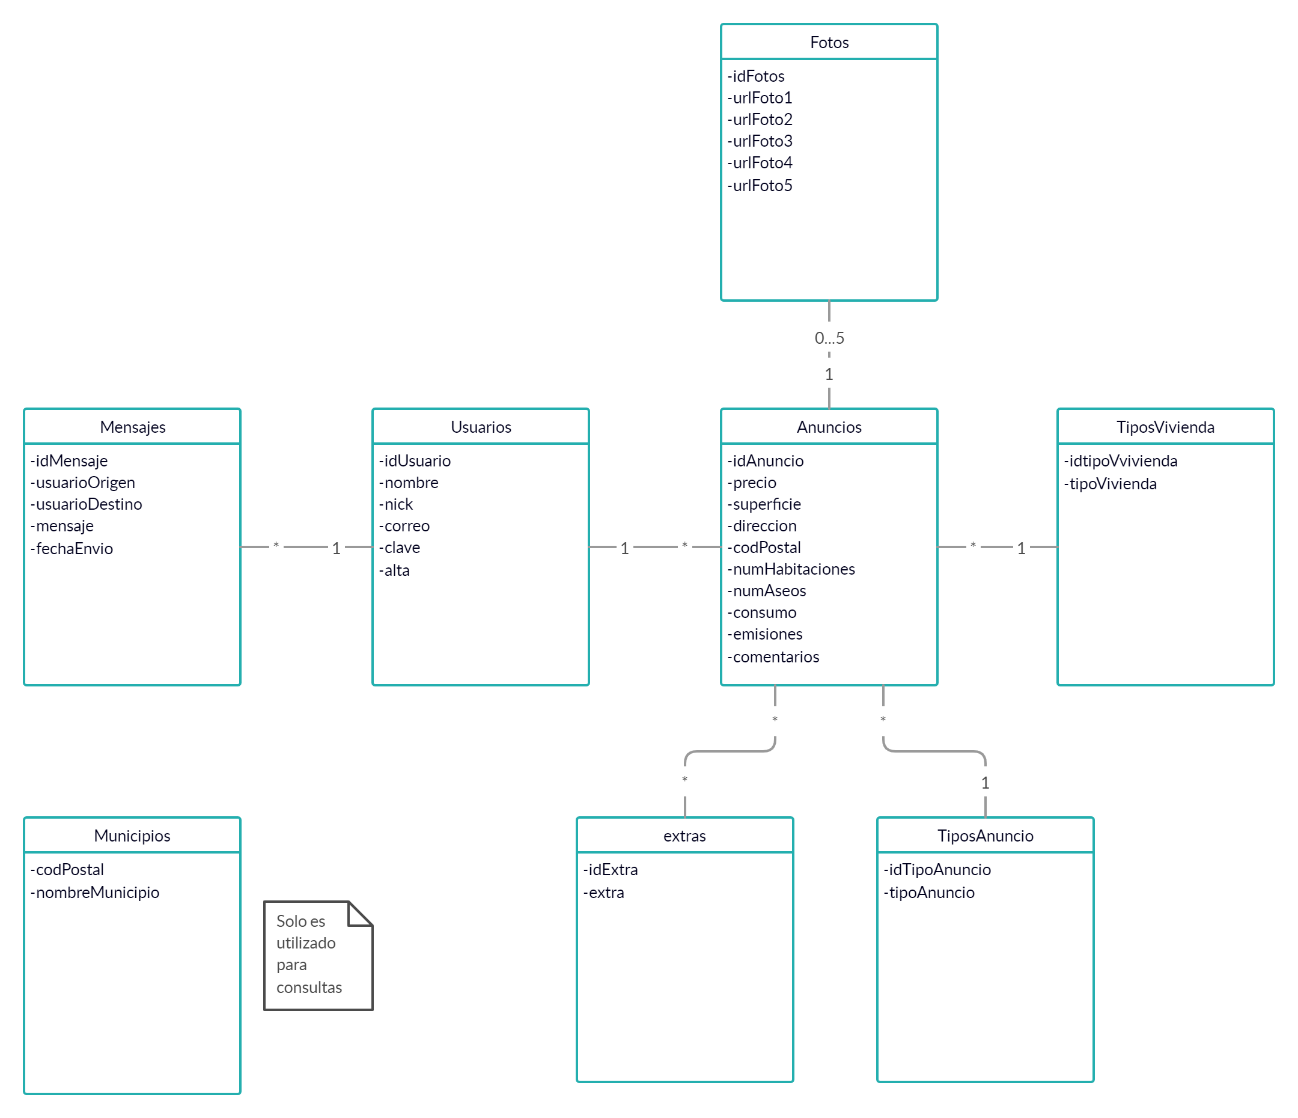 Fotos
-idFotos
-urlFoto1
-urlFoto2
-urlFoto3
-urlFoto4
-urlFoto5
0...5
1
Mensajes
-idMensaje
-usuarioOrigen
-usuarioDestino
-mensaje
-fechaEnvio
*
1
Usuarios
-idUsuario
-nombre
-nick
-correo
-clave
-alta
1
*
Anuncios
-idAnuncio
-precio
-superficie
-direccion
-codPostal
-numHabitaciones
-numAseos
-consumo
-emisiones
-comentarios
*
1
TiposVivienda
-idtipoVvivienda
-tipoVivienda
*
*
*
1
Municipios
-codPostal
-nombreMunicipio
Solo es
utilizado
para
consultas
extras
-idExtra
-extra
TiposAnuncio
-idTipoAnuncio
-tipoAnuncio